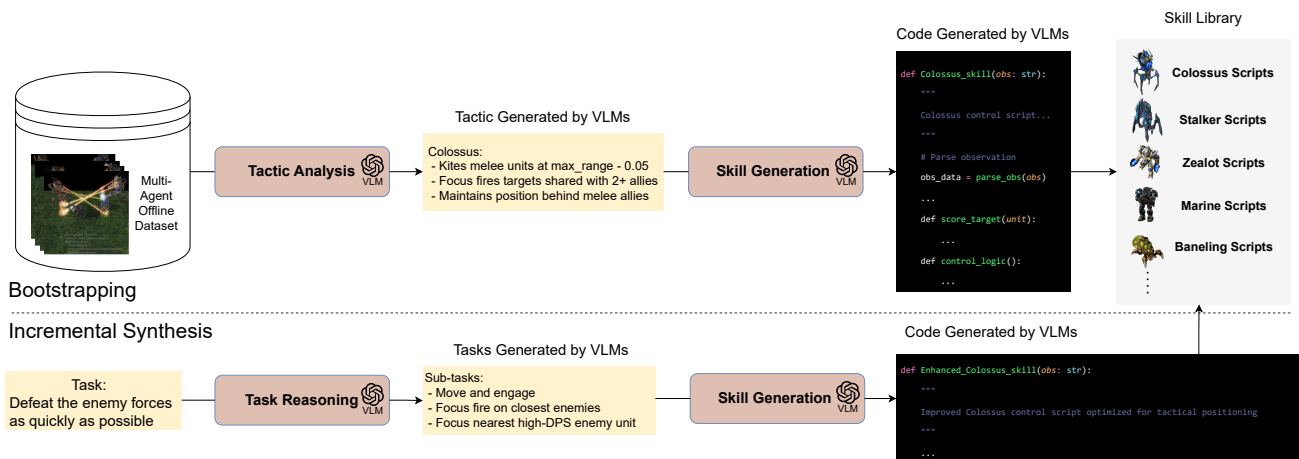 Skill Library
Code Generated by VLMs
Tactic Generated by VLMs
Multi-
Agent
Offline
Dataset
Tactic Analysis
VLM
Colossus:
- Kites melee units at max_range - 0.05
- Focus fires targets shared with 2+ allies
- Maintains position behind melee allies
Skill Generation
VLM
def Colossus_skill(obs: str):
"""
Colossus control script...
"""
# Parse observation
obs_data = parse_obs(obs)
...
def score_target(unit):
...
def control_logic():
...
Colossus Scripts
Stalker Scripts
Zealot Scripts
Marine Scripts
Baneling Scripts
Bootstrapping
Incremental Synthesis
Code Generated by VLMs
Tasks Generated by VLMs
Task:
Defeat the enemy forces
as quickly as possible
Task Reasoning
VLM
Sub-tasks:
- Move and engage
- Focus fire on closest enemies
- Focus nearest high-DPS enemy unit
Skill Generation
VLM
def Enhanced_Colossus_skill(obs: str):
"""
Improved Colossus control script optimized for tactical positioning
"""
...